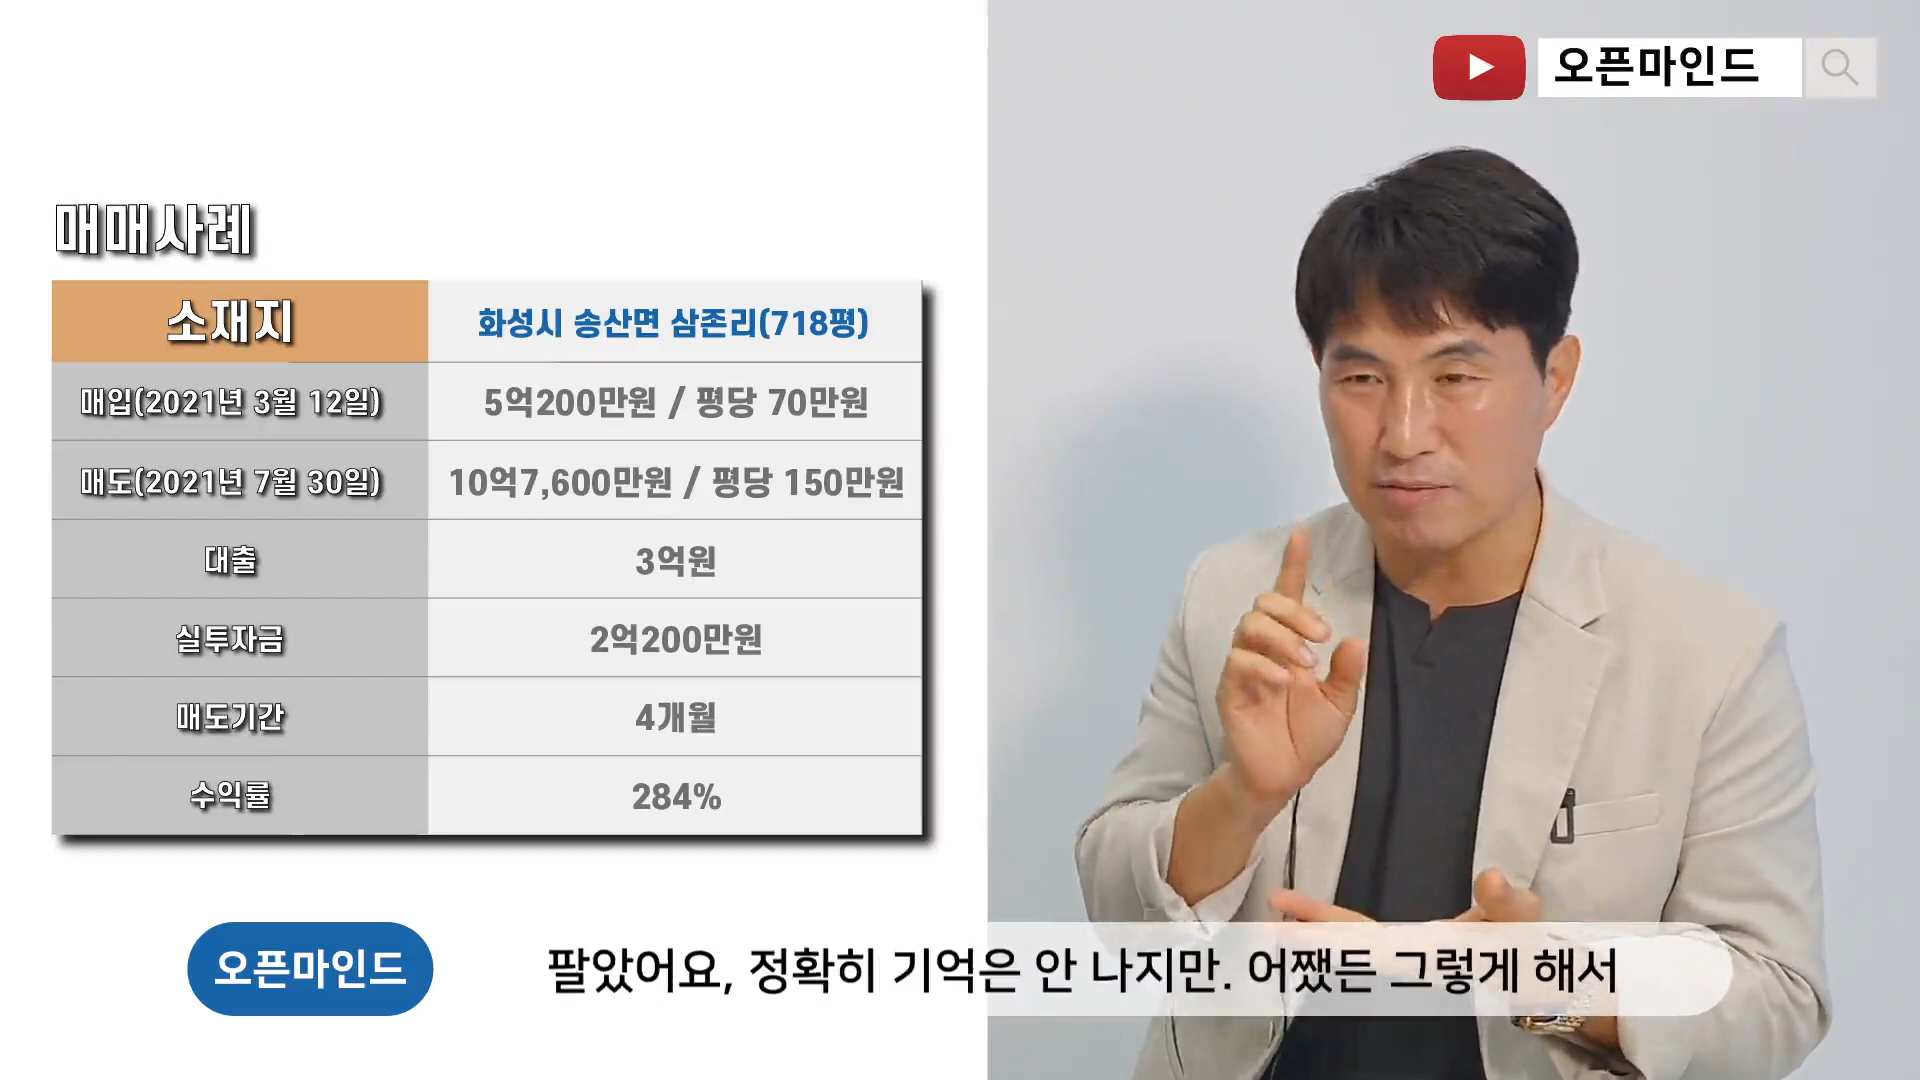 오픈마인드
매매사례
소재지
화성시 송산면 삼존리(718평)
매입(2021년 3월 12일)
5억200만원 / 평당 70만원
매도(2021년 7월 30일)
10억7,600만원 / 평당 150만원
대출
3억원
실투자금
2억200만원
매도기간
4개월
수익률
284%
오픈마인드
팔았어요, 정확히 기억은 안 나지만. 어쨌든 그렇게 해서